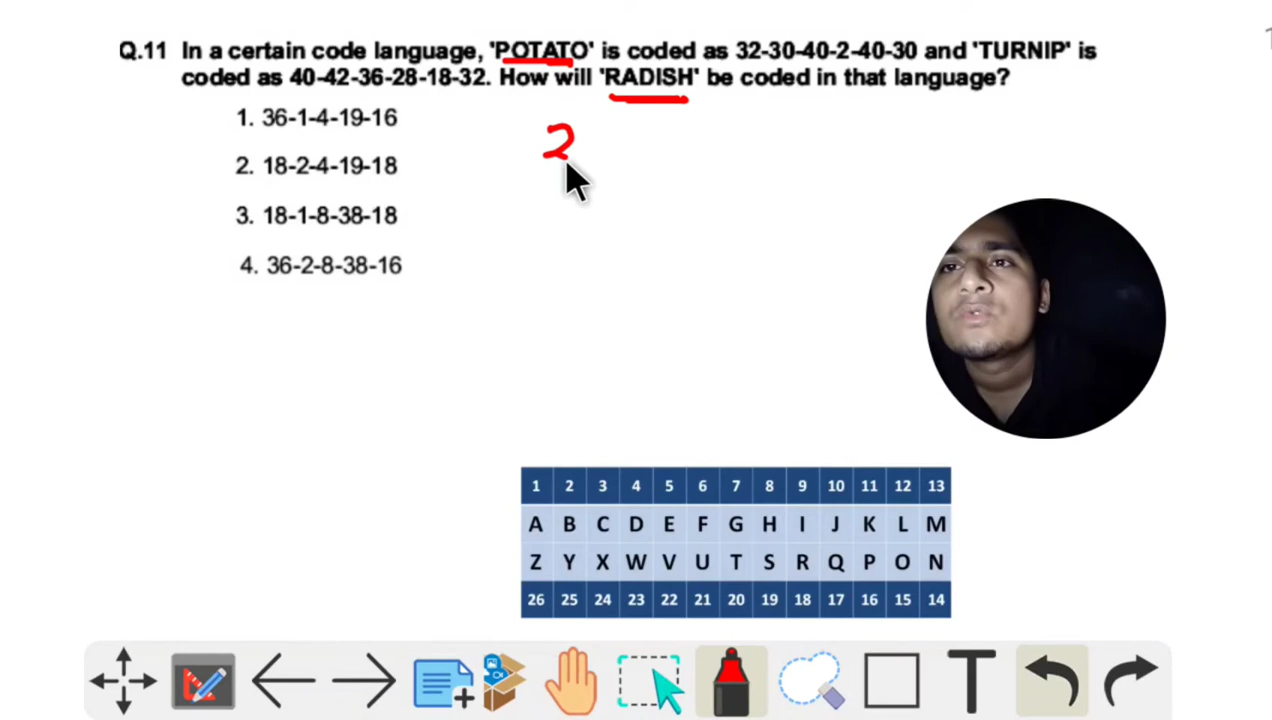 Q.11 In a certain code language, 'POTATO' is coded as 32-30-40-2-40-30 and 'TURNIP' is
coded as 40-42-36-28-18-32. How will 'RADISH' be coded in that language?
1. 36-1-4-19-16
2
2. 18-2-4-19-18
3. 18-1-8-38-18
4. 36-2-8-38-16
1 2 3 4 5 6 7 8 9 10 11 12 13
A B C D E F G H I J K L M
Z Y X W V U T S R Q P O N
26 25 24 23 22 21 20 19 18 17 16 15 14
T